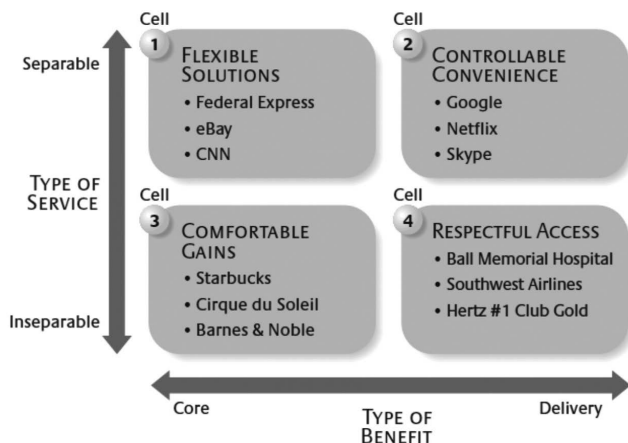 Cell
1
FLEXIBLE
SOLUTIONS
• Federal Express
• eBay
• CNN
Cell
2
CONTROLLABLE
CONVENIENCE
• Google
• Netflix
• Skype
Separable
TYPE OF
SERVICE
Inseparable
Cell
3
COMFORTABLE
GAINS
• Starbucks
• Cirque du Soleil
• Barnes & Noble
Cell
4
RESPECTFUL ACCESS
• Ball Memorial Hospital
• Southwest Airlines
• Hertz #1 Club Gold
Core
TYPE OF
BENEFIT
Delivery